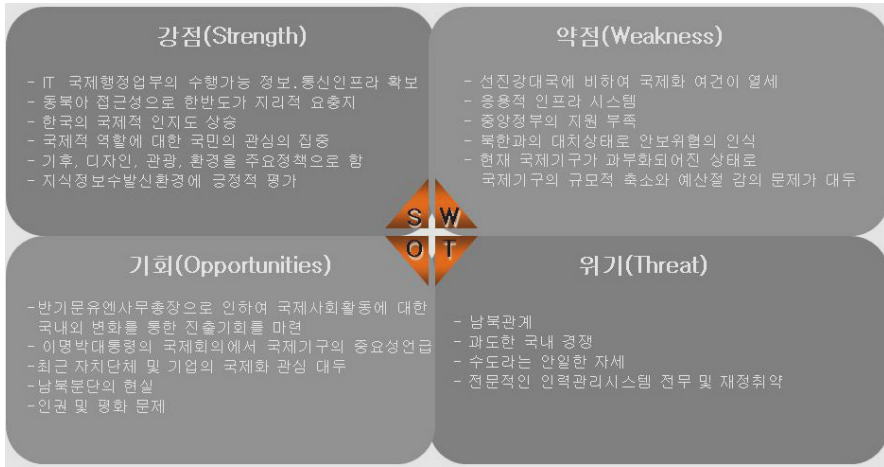 강점(Strength)
- IT 국제행정업무의 수행가능 정보.통신인프라 확보
- 동북아 접근성으로 한반도가 지리적 요충지
- 한국의 국제적 인지도 상승
- 국제적 역할에 대한 국민의 관심의 집중
- 기후, 디자인, 관광, 환경을 주요정책으로 함
- 지식정보수발신환경에 긍정적 평가
약점(Weakness)
- 선진강대국에 비하여 국제화 여건이 열세
- 응용적 인프라 시스템
- 중앙정부의 지원 부족
- 북한과의 대치상태로 안보위협의 인식
- 현재 국제기구가 과부화되어진 상태로
국제기구의 규모적 축소와 예산절 감의 문제가 대두
S W
O T
기회(Opportunities)
-반기문유엔사무총장으로 인하여 국제사회활동에 대한
국내외 변화를 통한 진출기회를 마련
- 이명박대통령의 국제회의에서 국제기구의 중요성언급
-최근 자치단체 및 기업의 국제화 관심 대두
-남북분단의 현실
-인권 및 평화 문제
위기(Threat)
- 남북관계
- 과도한 국내 경쟁
- 수도라는 안일한 자세
- 전문적인 인력관리시스템 전무 및 재정취약